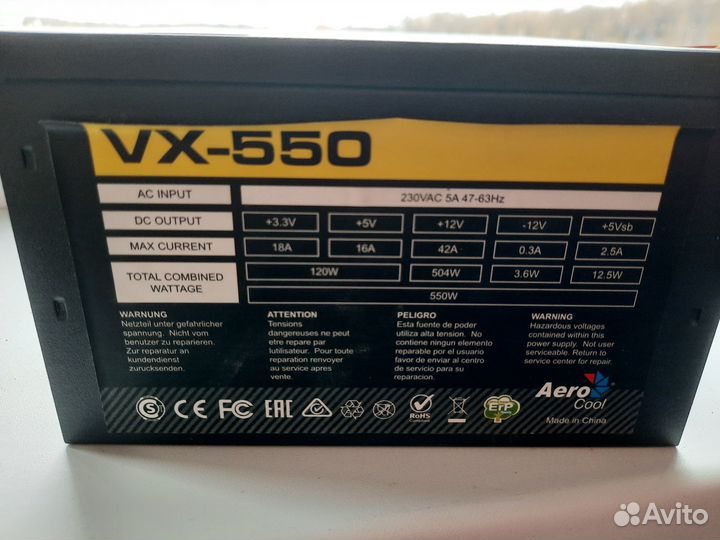 VX-550
AC INPUT 230VAC 5A 47-63Hz
DC OUTPUT +3.3V +5V +12V -12V +5Vsb
MAX CURRENT 18A 16A 42A 0.3A 2.5A
TOTAL COMBINED WATTAGE 120W 504W 3.6W 12.5W
550W
WARNUNG
Netzteil unter gefahrlicher
spannung. Nicht vom
benutzer zu reparieren.
Zur reparatur an
kundendienst
zurucksenden.
ATTENTION
Tensions
dangereuses ne peut
etre repare par
lutilisateur. Pour toute
reparation renvoyer
au service apres
vente.
PELIGRO
Esta fuente de poder
utiliza alta tension. No
contiene ningun elemento
reparable por el usuario
favor de enviar al centro
de servicio para su
reparacion.
WARNING
Hazardous voltages
contained within this
power supply. Not user
serviceable. Return to
service center for repair.
S CE FC EAC RoHS
Compliant
ErP
Aero
Cool
Made in China
Avito